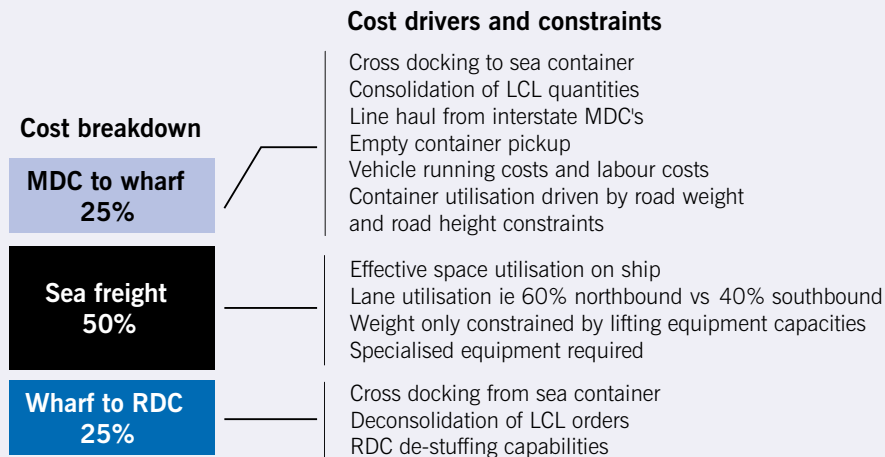 Cost drivers and constraints
Cost breakdown
MDC to wharf
25%
Cross docking to sea container
Consolidation of LCL quantities
Line haul from interstate MDC's
Empty container pickup
Vehicle running costs and labour costs
Container utilisation driven by road weight
and road height constraints
Sea freight
50%
Effective space utilisation on ship
Lane utilisation ie 60% northbound vs 40% southbound
Weight only constrained by lifting equipment capacities
Specialised equipment required
Wharf to RDC
25%
Cross docking from sea container
Deconsolidation of LCL orders
RDC de-stuffing capabilities